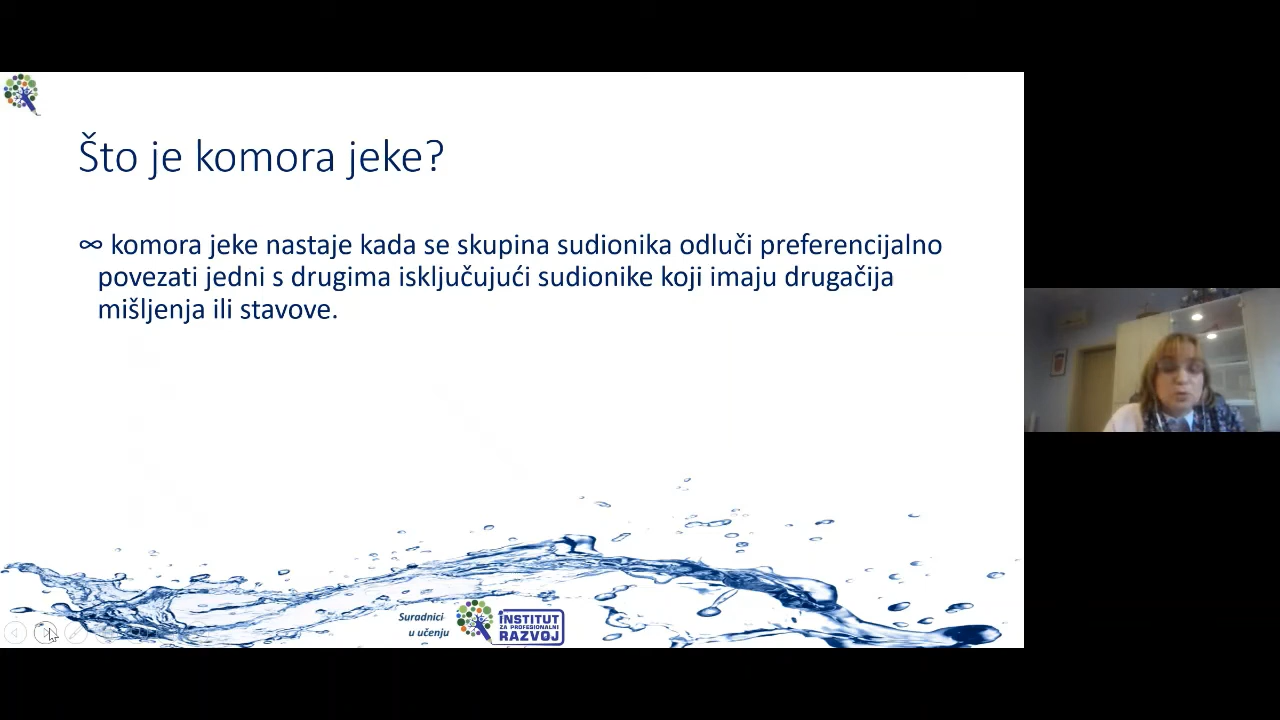 Što je komora jeke?
∞ komora jeke nastaje kada se skupina sudionika odluči preferencijalno
povezati jedni s drugima isključujući sudionike koji imaju drugačija
mišljenja ili stavove.
Suradnici
u učenju
INSTITUT
ZA PROFESIONALNI
RAZVOJ